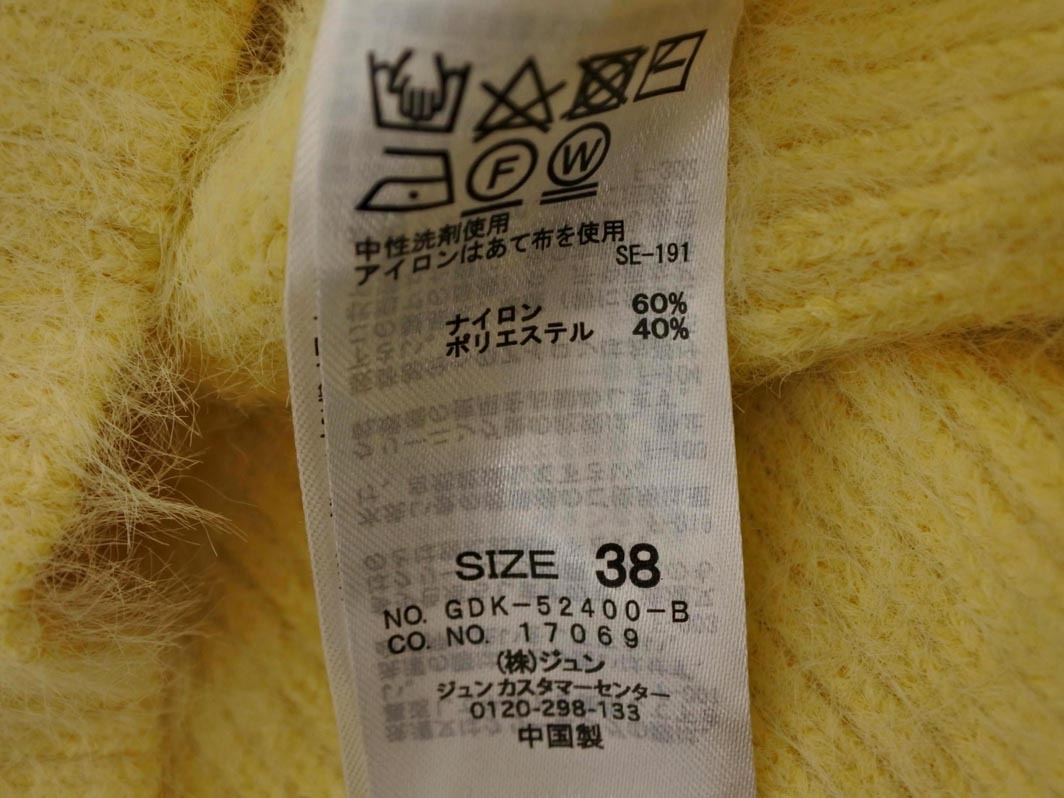 F
W
中性洗剤使用
アイロンはあて布を使用
SE-191
ナイロン 60%
ポリエステル 40%
SIZE 38
NO. GDK-52400-B
CO. NO. 17069
(株)ジュン
ジュンカスタマーセンター
0120-298-133
中国製